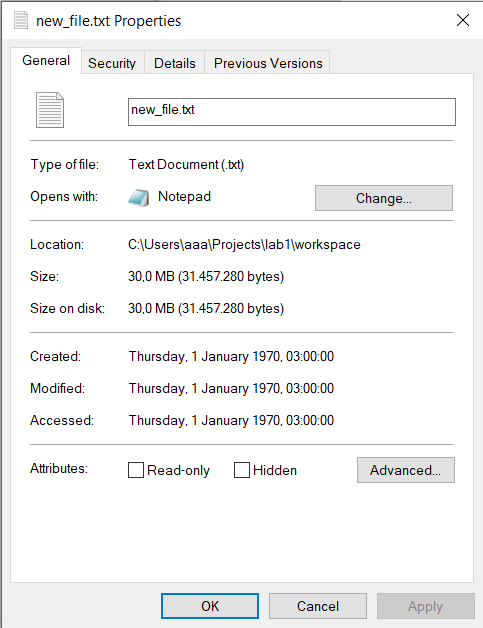 new_file.txt Properties
General Security Details Previous Versions
new_file.txt
Type of file: Text Document (.txt)
Opens with: Notepad Change...
Location: C:\Users\aaa\Projects\lab1\workspace
Size: 30,0 MB (31.457.280 bytes)
Size on disk: 30,0 MB (31.457.280 bytes)
Created: Thursday, 1 January 1970, 03:00:00
Modified: Thursday, 1 January 1970, 03:00:00
Accessed: Thursday, 1 January 1970, 03:00:00
Attributes: Read-only Hidden Advanced...
OK Cancel Apply